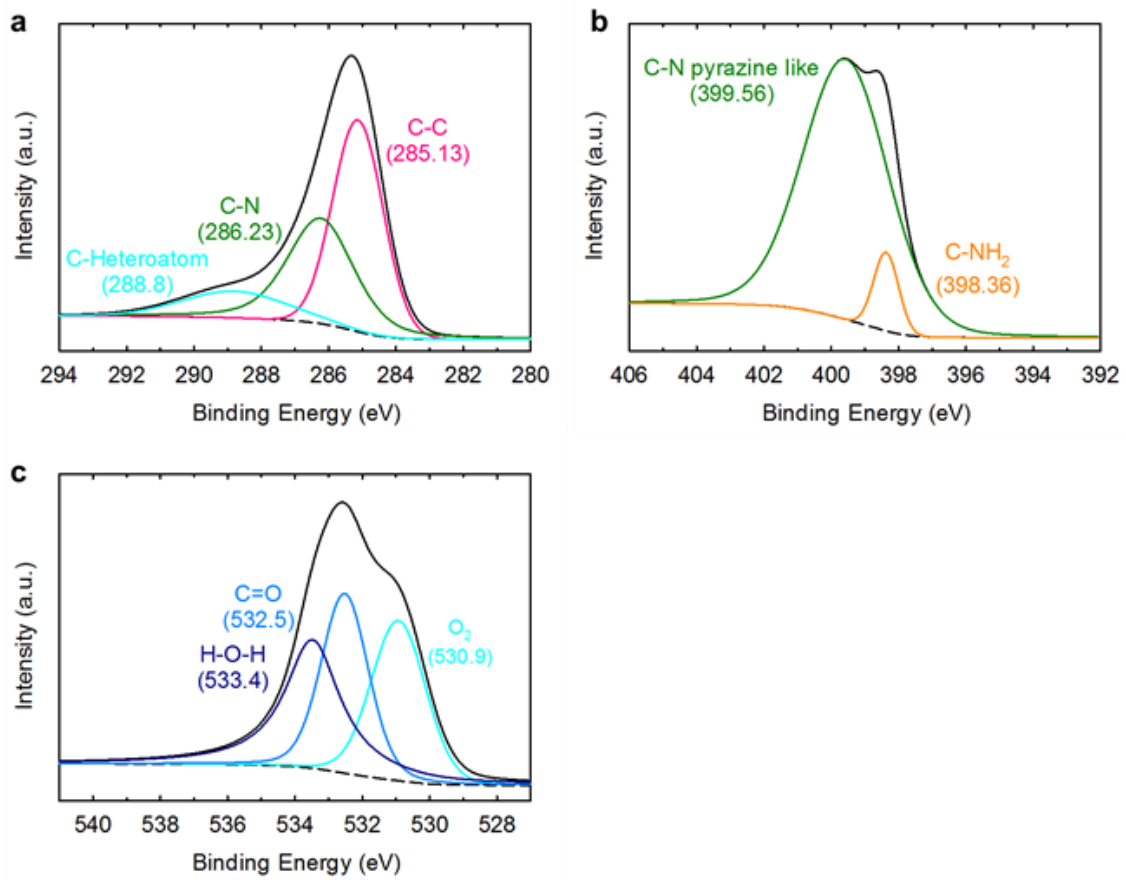 a
Intensity (a.u.)
C-C
(285.13)
C-N
(286.23)
C-Heteroatom
(288.8)
294 292 290 288 286 284 282 280
Binding Energy (eV)
b
Intensity (a.u.)
C-N pyrazine like
(399.56)
C-NH₂
(398.36)
406 404 402 400 398 396 394 392
Binding Energy (eV)
c
Intensity (a.u.)
C=O
(532.5)
H-O-H
(533.4)
O₂
(530.9)
540 538 536 534 532 530 528
Binding Energy (eV)